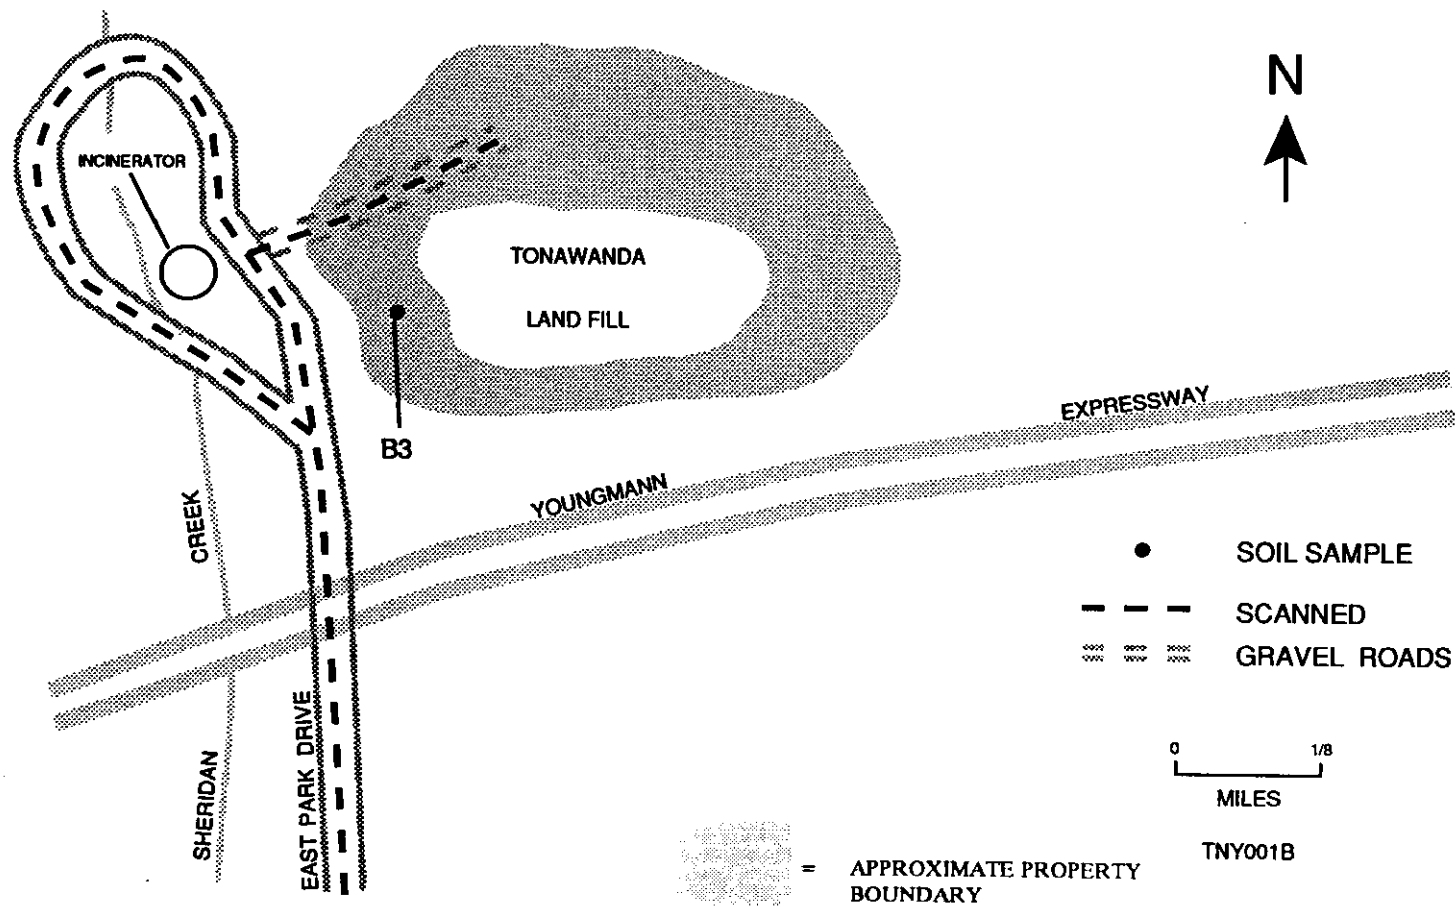 N
INCINERATOR
TONAWANDA
LAND FILL
B3
EXPRESSWAY
YOUNGMANN
CREEK
SHERIDAN
EAST PARK DRIVE
SOIL SAMPLE
SCANNED
GRAVEL ROADS
0 1/8
MILES
TNY001B
= APPROXIMATE PROPERTY
BOUNDARY